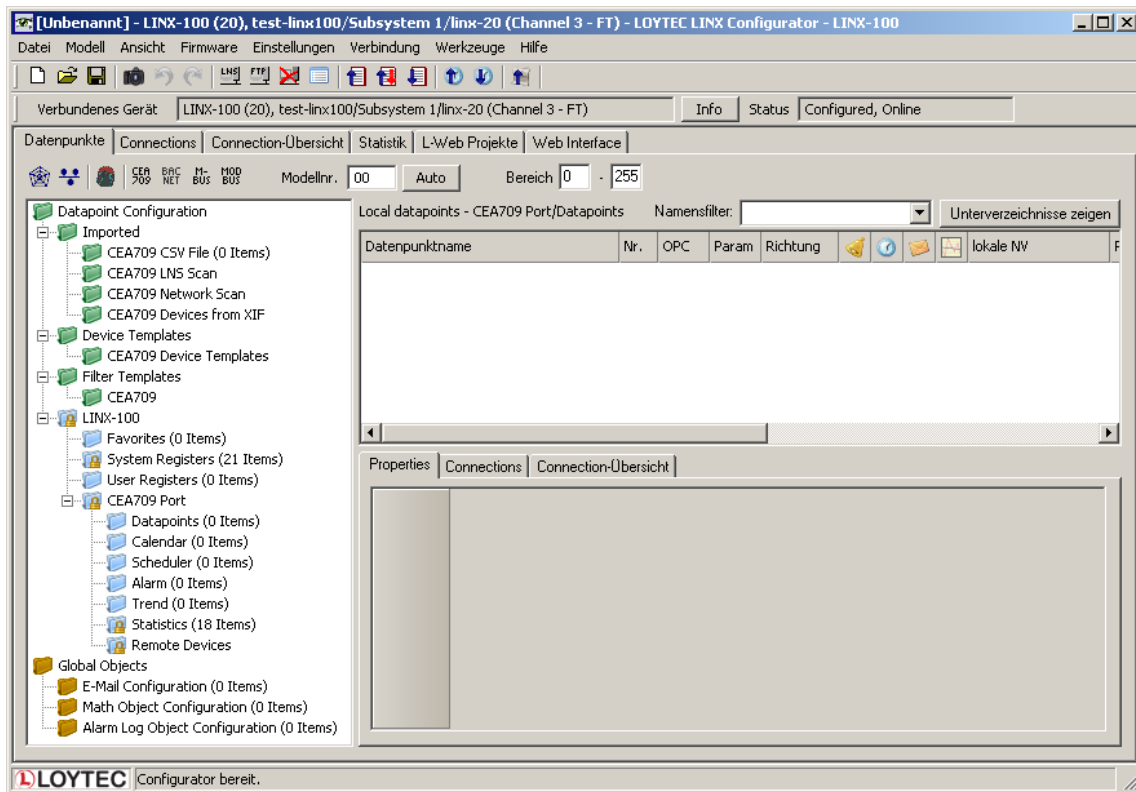 [Unbenannt] - LINX-100 (20), test-linx100/Subsystem 1/linx-20 (Channel 3 - FT) - LOYTEC LINX Configurator - LINX-100
Datei Modell Ansicht Firmware Einstellungen Verbindung Werkzeuge Hilfe
LNS FTP
Verbundenes Gerät LINX-100 (20), test-linx100/Subsystem 1/linx-20 (Channel 3 - FT) Info Status Configured, Online
Datenpunkte Connections Connection-Übersicht Statistik L-Web Projekte Web Interface
CEA 709 BAC NET M- BUS MOD BUS Modellnr. 00 Auto Bereich 0 - 255
Datapoint Configuration
Imported
CEA709 CSV File (0 Items)
CEA709 LNS Scan
CEA709 Network Scan
CEA709 Devices from XIF
Device Templates
CEA709 Device Templates
Filter Templates
CEA709
LINX-100
Favorites (0 Items)
System Registers (21 Items)
User Registers (0 Items)
CEA709 Port
Datapoints (0 Items)
Calendar (0 Items)
Scheduler (0 Items)
Alarm (0 Items)
Trend (0 Items)
Statistics (18 Items)
Remote Devices
Global Objects
E-Mail Configuration (0 Items)
Math Object Configuration (0 Items)
Alarm Log Object Configuration (0 Items)
Local datapoints - CEA709 Port/Datapoints Namensfilter: Unterverzeichnisse zeigen
Datenpunktname Nr. OPC Param Richtung lokale NV
Properties Connections Connection-Übersicht
LOYTEC Configurator bereit.